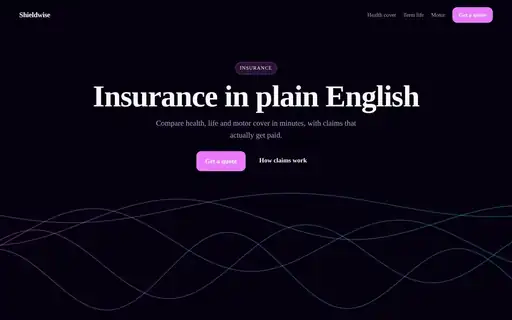 Shieldwise
Health cover Term life Motor Get a quote
INSURANCE
Insurance in plain English
Compare health, life and motor cover in minutes, with claims that
actually get paid.
Get a quote How claims work